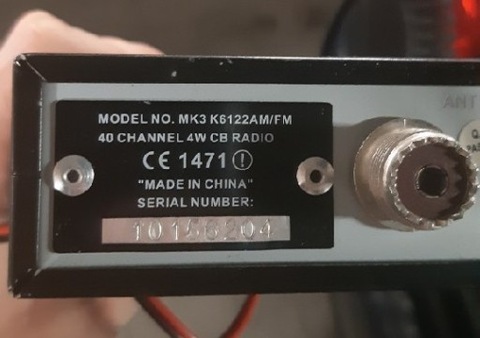 MODEL NO. MK3 K6122AM/FM
40 CHANNEL 4W CB RADIO
CE 1471
"MADE IN CHINA"
SERIAL NUMBER:
ANT